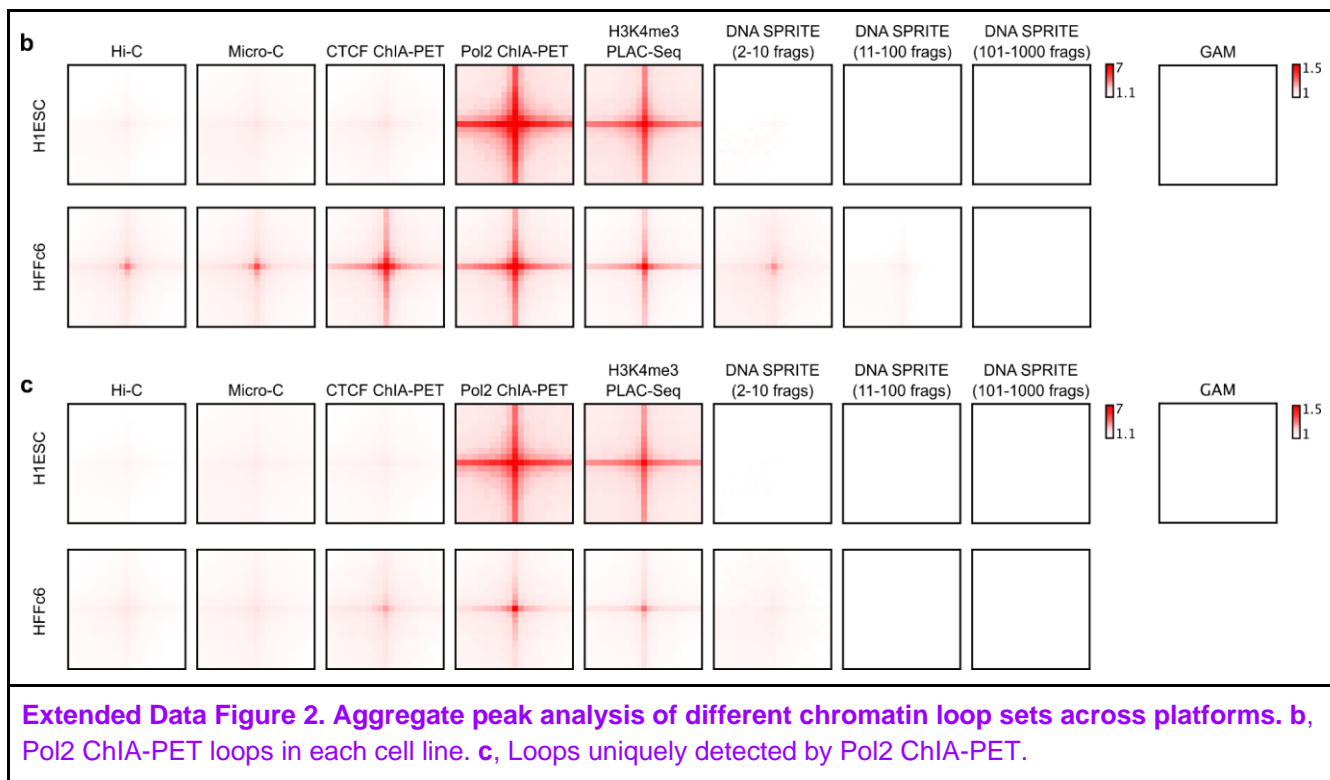 b
Hi-C Micro-C CTCF ChIA-PET Pol2 ChIA-PET H3K4me3 PLAC-Seq DNA SPRITE (2-10 frags) DNA SPRITE (11-100 frags) DNA SPRITE (101-1000 frags) GAM
7
1.1
1.5
1
H1ESC
HFFc6
c
Hi-C Micro-C CTCF ChIA-PET Pol2 ChIA-PET H3K4me3 PLAC-Seq DNA SPRITE (2-10 frags) DNA SPRITE (11-100 frags) DNA SPRITE (101-1000 frags) GAM
7
1.1
1.5
1
H1ESC
HFFc6
Extended Data Figure 2. Aggregate peak analysis of different chromatin loop sets across platforms. b,
Pol2 ChIA-PET loops in each cell line. c, Loops uniquely detected by Pol2 ChIA-PET.